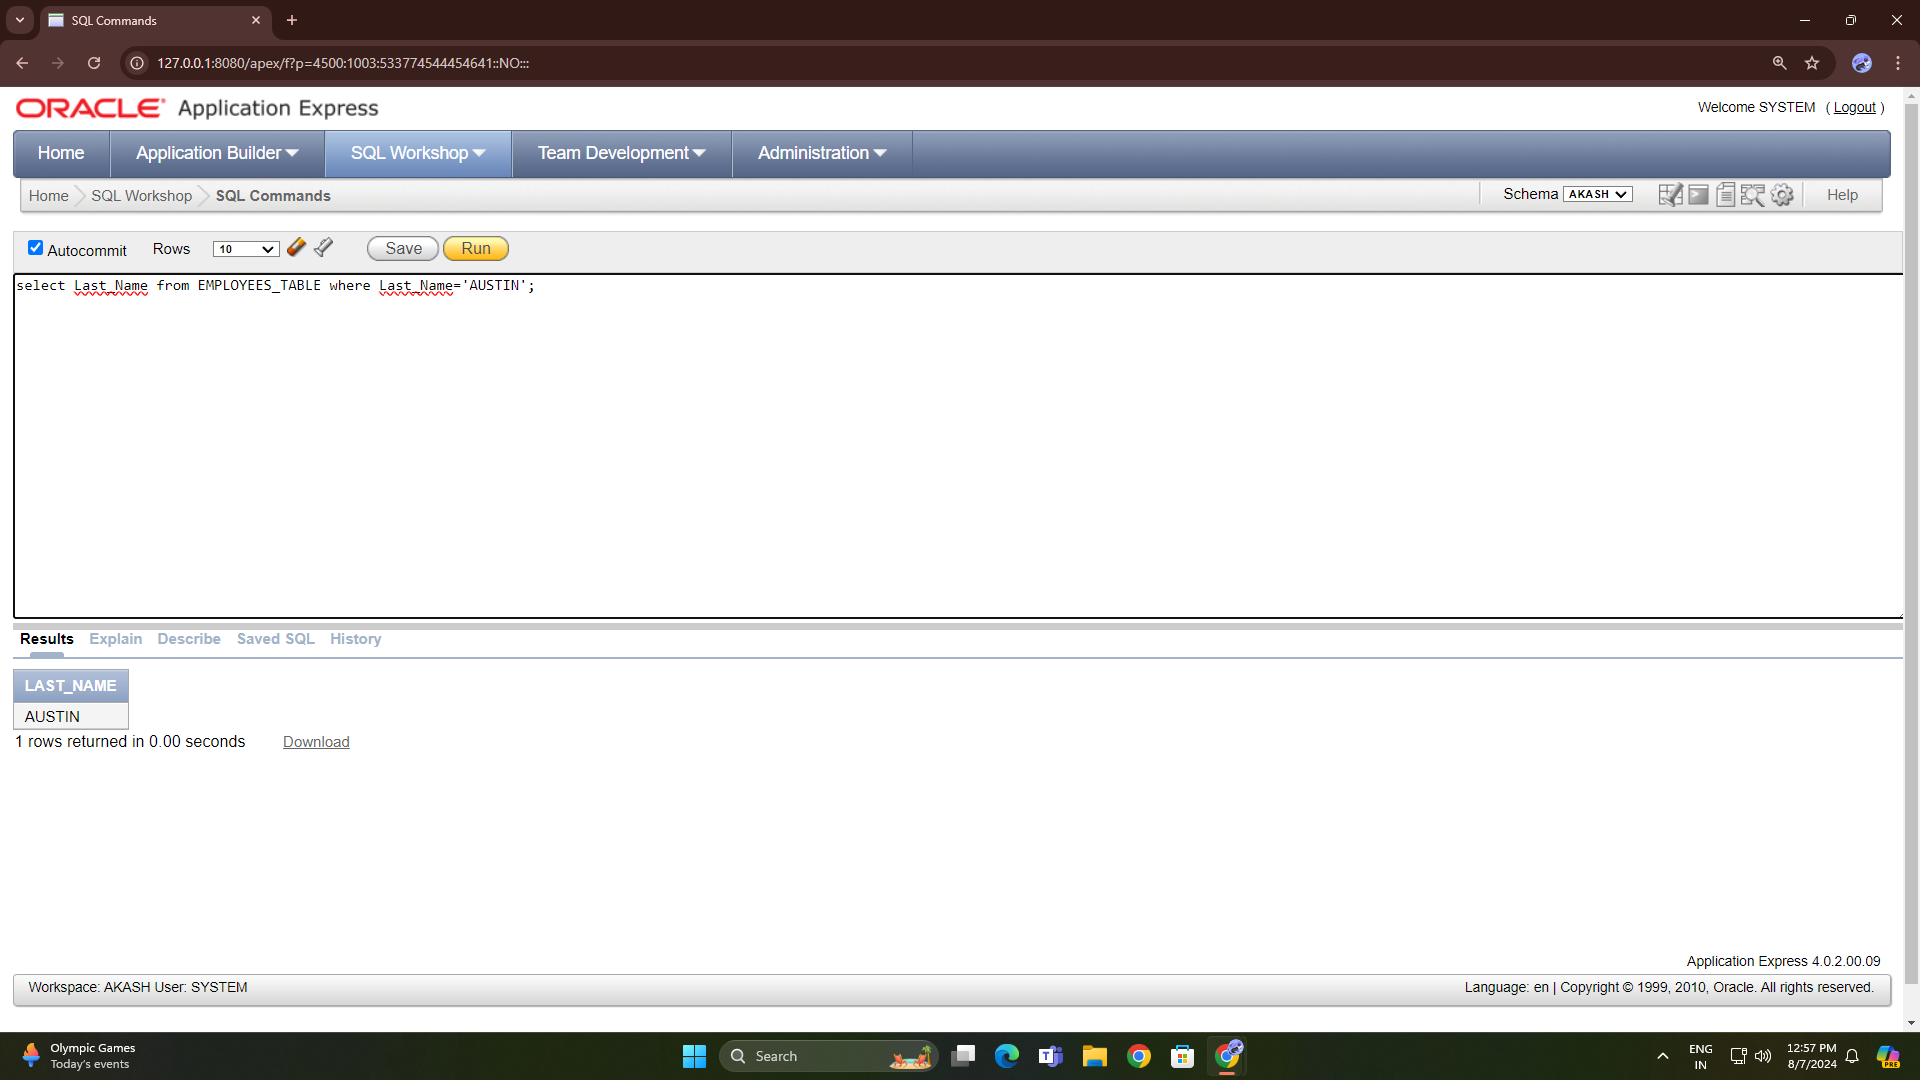 SQL Commands
127.0.0.1:8080/apex/f?p=4500:1003:533774544454641::NO:::
ORACLE Application Express
Welcome SYSTEM ( Logout )
Home Application Builder SQL Workshop Team Development Administration
Home SQL Workshop SQL Commands Schema AKASH Help
Autocommit Rows 10 Save Run
select Last_Name from EMPLOYEES_TABLE where Last_Name='AUSTIN';
Results Explain Describe Saved SQL History
LAST_NAME
AUSTIN
1 rows returned in 0.00 seconds Download
Application Express 4.0.2.00.09
Workspace: AKASH User: SYSTEM Language: en | Copyright © 1999, 2010, Oracle. All rights reserved.
Olympic Games
Today's events
Search
ENG
IN
12:57 PM
8/7/2024
PRE